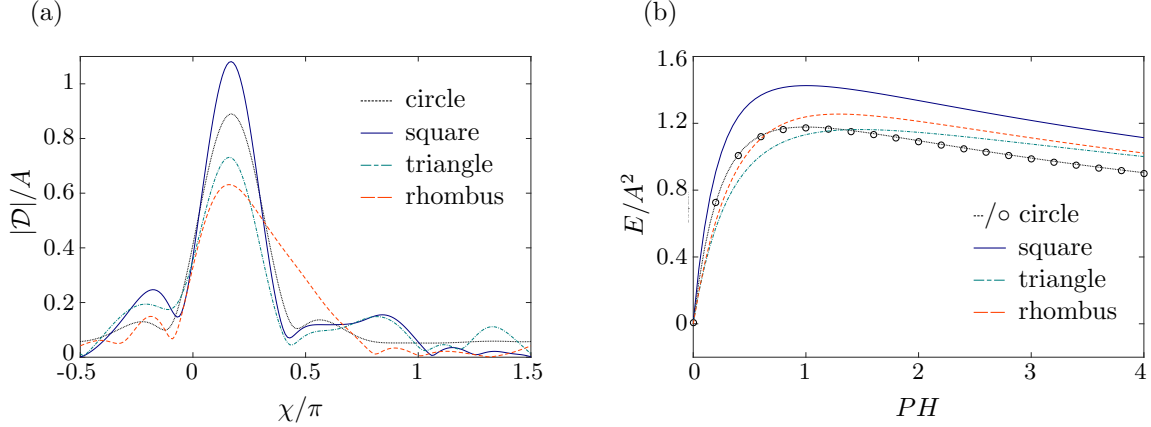 (a)
|𝒟|/A
1
0.8
0.6
0.4
0.2
0
-0.5
0
0.5
1
1.5
χ/π
circle
square
triangle
rhombus
(b)
E/A²
1.6
1.2
0.8
0.4
0
0
1
2
3
4
PH
/○ circle
square
triangle
rhombus